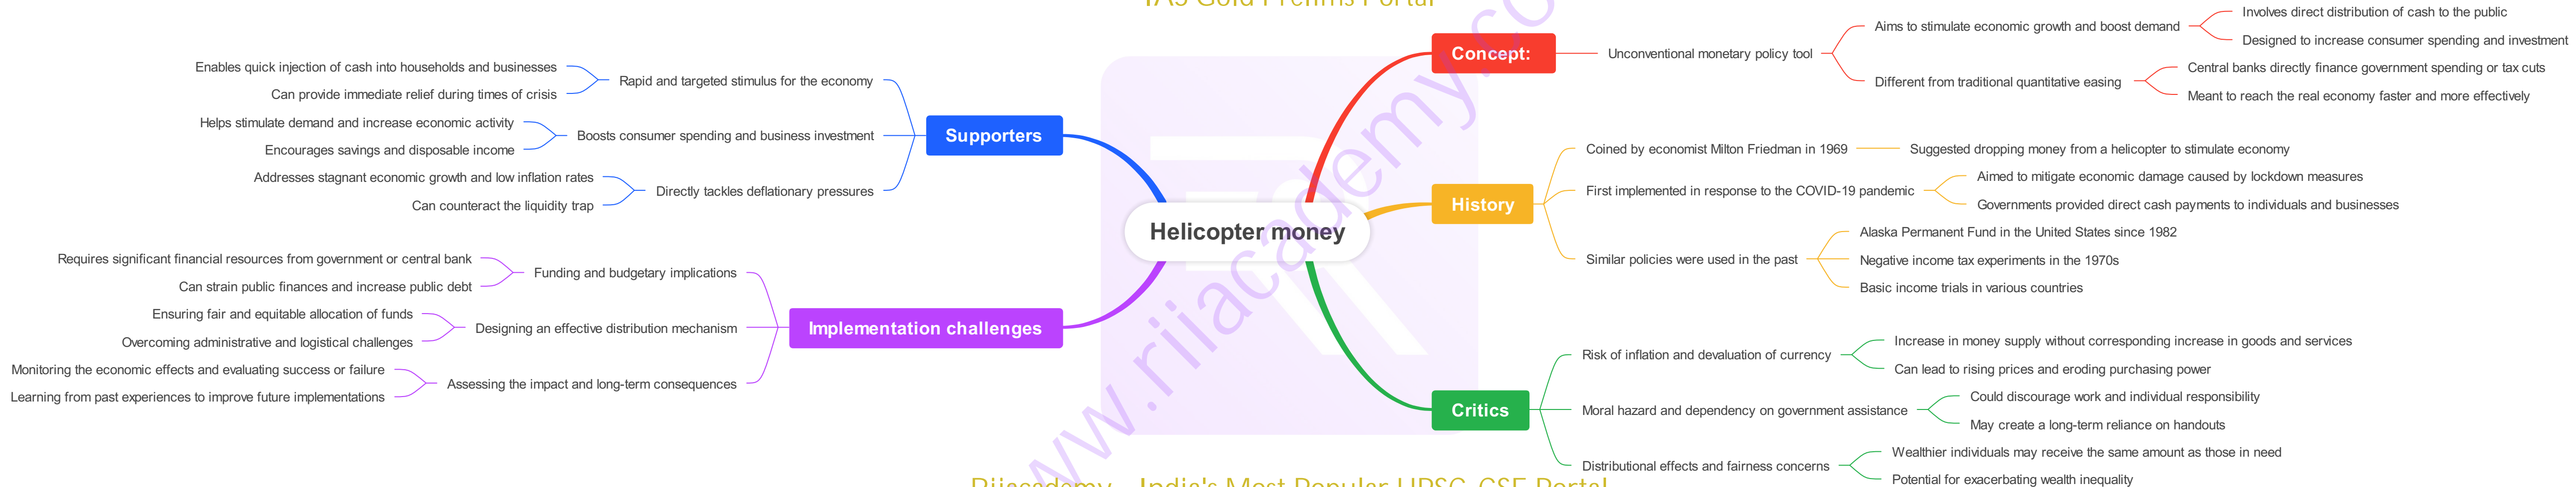 IAS Gold Prelims Portal
Helicopter money
Concept:
Unconventional monetary policy tool
Aims to stimulate economic growth and boost demand
Involves direct distribution of cash to the public
Designed to increase consumer spending and investment
Different from traditional quantitative easing
Central banks directly finance government spending or tax cuts
Meant to reach the real economy faster and more effectively
History
Coined by economist Milton Friedman in 1969
Suggested dropping money from a helicopter to stimulate economy
First implemented in response to the COVID-19 pandemic
Aimed to mitigate economic damage caused by lockdown measures
Governments provided direct cash payments to individuals and businesses
Similar policies were used in the past
Alaska Permanent Fund in the United States since 1982
Negative income tax experiments in the 1970s
Basic income trials in various countries
Critics
Risk of inflation and devaluation of currency
Increase in money supply without corresponding increase in goods and services
Can lead to rising prices and eroding purchasing power
Moral hazard and dependency on government assistance
Could discourage work and individual responsibility
May create a long-term reliance on handouts
Distributional effects and fairness concerns
Wealthier individuals may receive the same amount as those in need
Potential for exacerbating wealth inequality
Supporters
Rapid and targeted stimulus for the economy
Enables quick injection of cash into households and businesses
Can provide immediate relief during times of crisis
Boosts consumer spending and business investment
Helps stimulate demand and increase economic activity
Encourages savings and disposable income
Directly tackles deflationary pressures
Addresses stagnant economic growth and low inflation rates
Can counteract the liquidity trap
Implementation challenges
Funding and budgetary implications
Requires significant financial resources from government or central bank
Can strain public finances and increase public debt
Designing an effective distribution mechanism
Ensuring fair and equitable allocation of funds
Overcoming administrative and logistical challenges
Assessing the impact and long-term consequences
Monitoring the economic effects and evaluating success or failure
Learning from past experiences to improve future implementations
www.rijiacademy.co
India's Most Popular UPSC-CSE Portal